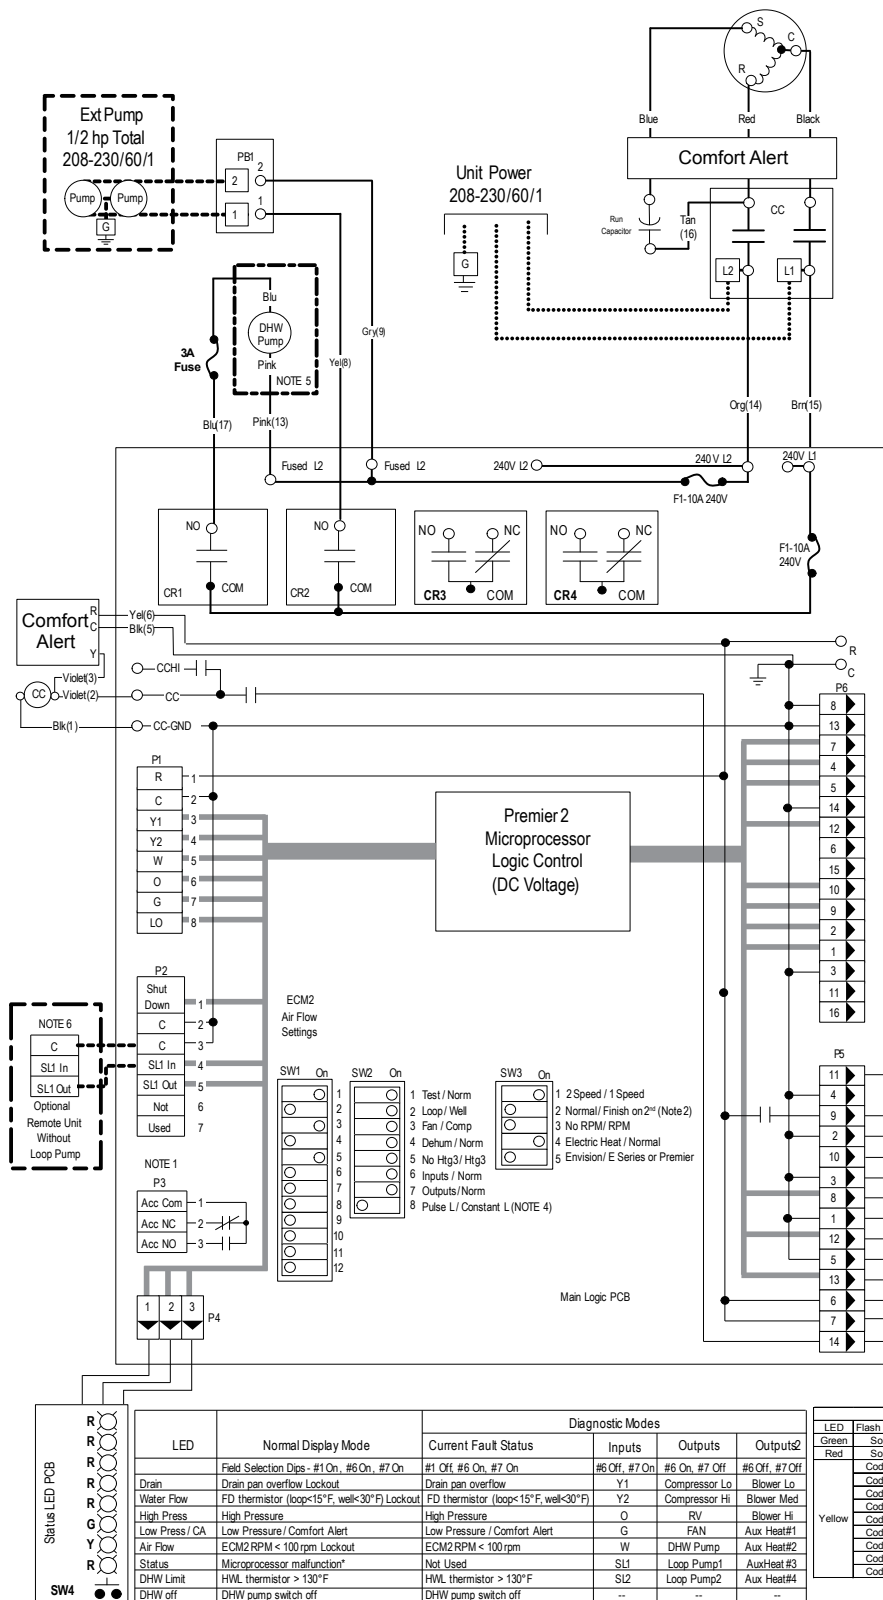 S
C
R
Blue
Red
Black
Comfort Alert
Ext Pump
1/2 hp Total
208-230/60/1
Pump
Pump
G
PB1
2
2
1
1
Unit Power
208-230/60/1
G
Run
Capacitor
Tan
(16)
CC
L2
L1
Blu
DHW
Pump
Pink
NOTE 5
3A
Fuse
Gry(9)
Yel(8)
Blu(17)
Pink(13)
Org(14)
Brn(15)
Fused L2
Fused L2
240V L2
240V L2
240V L1
F1-10A 240V
F1-10A
240V
NO
CR1
COM
NO
CR2
COM
NO
NC
CR3
COM
NO
NC
CR4
COM
Comfort
Alert
R
C
Y
Yel(6)
Blk(5)
Violet(3)
Violet(2)
CC
Blk(1)
CCHI
CC
CC-GND
R
C
P1
R 1
C 2
Y1 3
Y2 4
W 5
O 6
G 7
LO 8
Premier 2
Microprocessor
Logic Control
(DC Voltage)
P6
8
13
7
4
5
14
12
6
15
10
9
2
1
3
11
16
P2
Shut
Down 1
C 2
C 3
SL1 In 4
SL1 Out 5
Not 6
Used 7
NOTE 6
C
SL1 In
SL1 Out
Optional
Remote Unit
Without
Loop Pump
ECM2
Air Flow
Settings
SW1 On
1
2
3
4
5
6
7
8
9
10
11
12
SW2 On
1 Test / Norm
2 Loop / Well
3 Fan / Comp
4 Dehum / Norm
5 No Htg3 / Htg3
6 Inputs / Norm
7 Outputs/Norm
8 Pulse L / Constant L (NOTE 4)
SW3 On
1 2 Speed / 1 Speed
2 Normal / Finish on 2nd (Note 2)
3 No RPM / RPM
4 Electric Heat / Normal
5 Envision / E Series or Premier
P5
11
4
9
2
10
3
8
1
12
5
13
6
7
14
NOTE 1
P3
Acc Com 1
Acc NC 2
Acc NO 3
1 2 3
P4
Main Logic PCB
Status LED PCB
R
R
R
R
R
G
Y
R
SW4
Diagnostic Modes
LED Normal Display Mode Current Fault Status Inputs Outputs Outputs2
Field Selection Dips - #1 On, #6 On, #7 On #1 Off, #6 On, #7 On #6 Off, #7 On #6 On, #7 Off #6 Off, #7 Off
Drain Drain pan overflow Lockout Drain pan overflow Y1 Compressor Lo Blower Lo
Water Flow FD thermistor (loop<15°F, well<30°F) Lockout FD thermistor (loop<15°F, well<30°F) Y2 Compressor Hi Blower Med
High Press High Pressure High Pressure O RV Blower Hi
Low Press / CA Low Pressure / Comfort Alert Low Pressure / Comfort Alert G FAN Aux Heat#1
Air Flow ECM2 RPM < 100 rpm Lockout ECM2 RPM < 100 rpm W DHW Pump Aux Heat#2
Status Microprocessor malfunction* Not Used SL1 Loop Pump1 AuxHeat #3
DHW Limit HWL thermistor > 130°F HWL thermistor > 130°F SL2 Loop Pump2 Aux Heat#4
DHW off DHW pump switch off DHW pump switch off -- -- --
LED Flash
Green So
Red So
Yellow
Cod
Cod
Cod
Cod
Cod
Cod
Cod
Cod
Cod